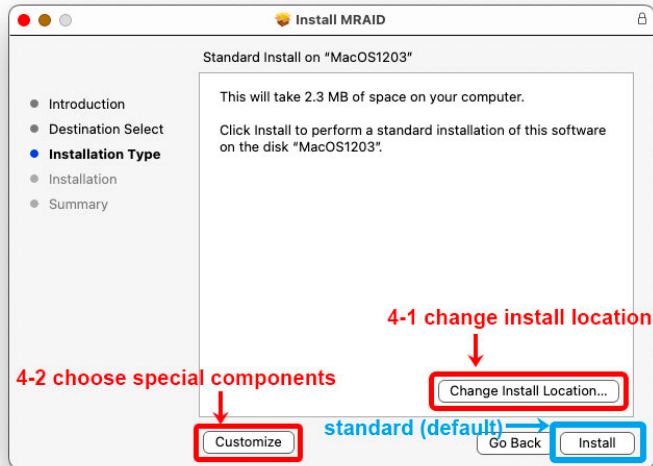 Install MRAID
Standard Install on “MacOS1203”
Introduction
Destination Select
Installation Type
Installation
Summary
This will take 2.3 MB of space on your computer.
Click Install to perform a standard installation of this software
on the disk “MacOS1203”.
4-1 change install location
Change Install Location...
4-2 choose special components
Customize
standard (default)
Go Back
Install